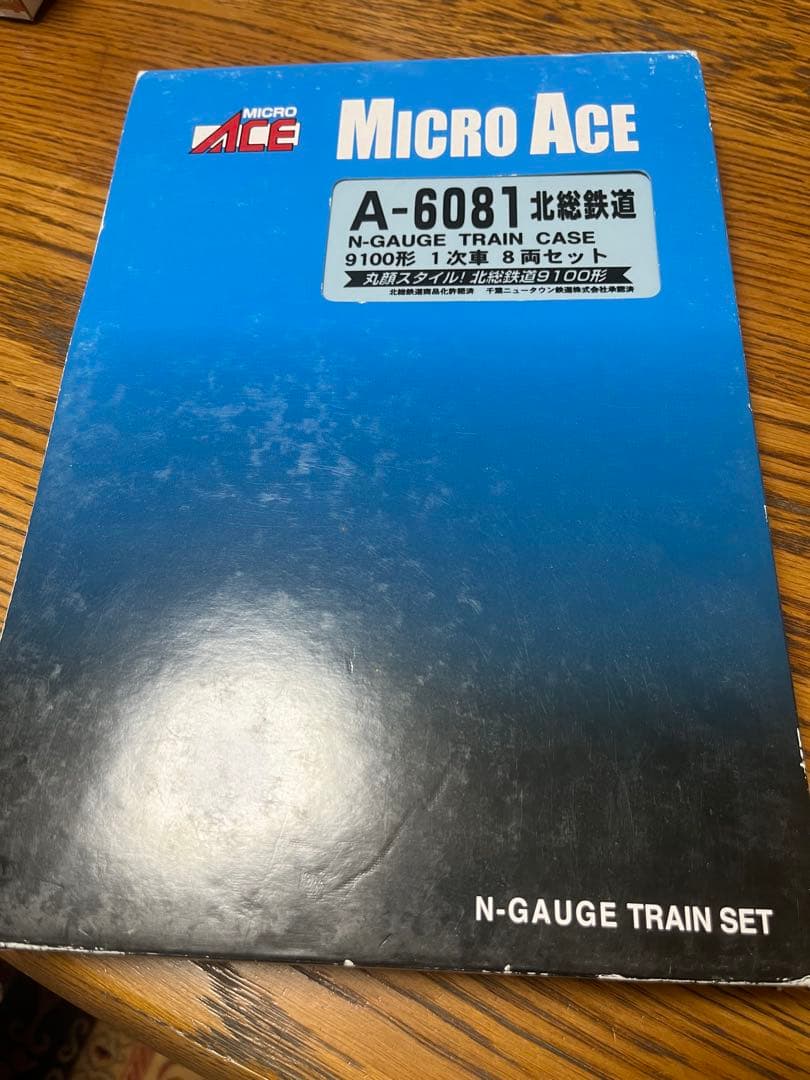 MICRO
ACE
MICRO ACE
A-6081 北総鉄道
N-GAUGE TRAIN CASE
9100形 1次車 8両セット
丸顔スタイル! 北総鉄道9100形
北総鉄道商品化許諾済 千葉ニュータウン鉄道株式会社承認済
N-GAUGE TRAIN SET